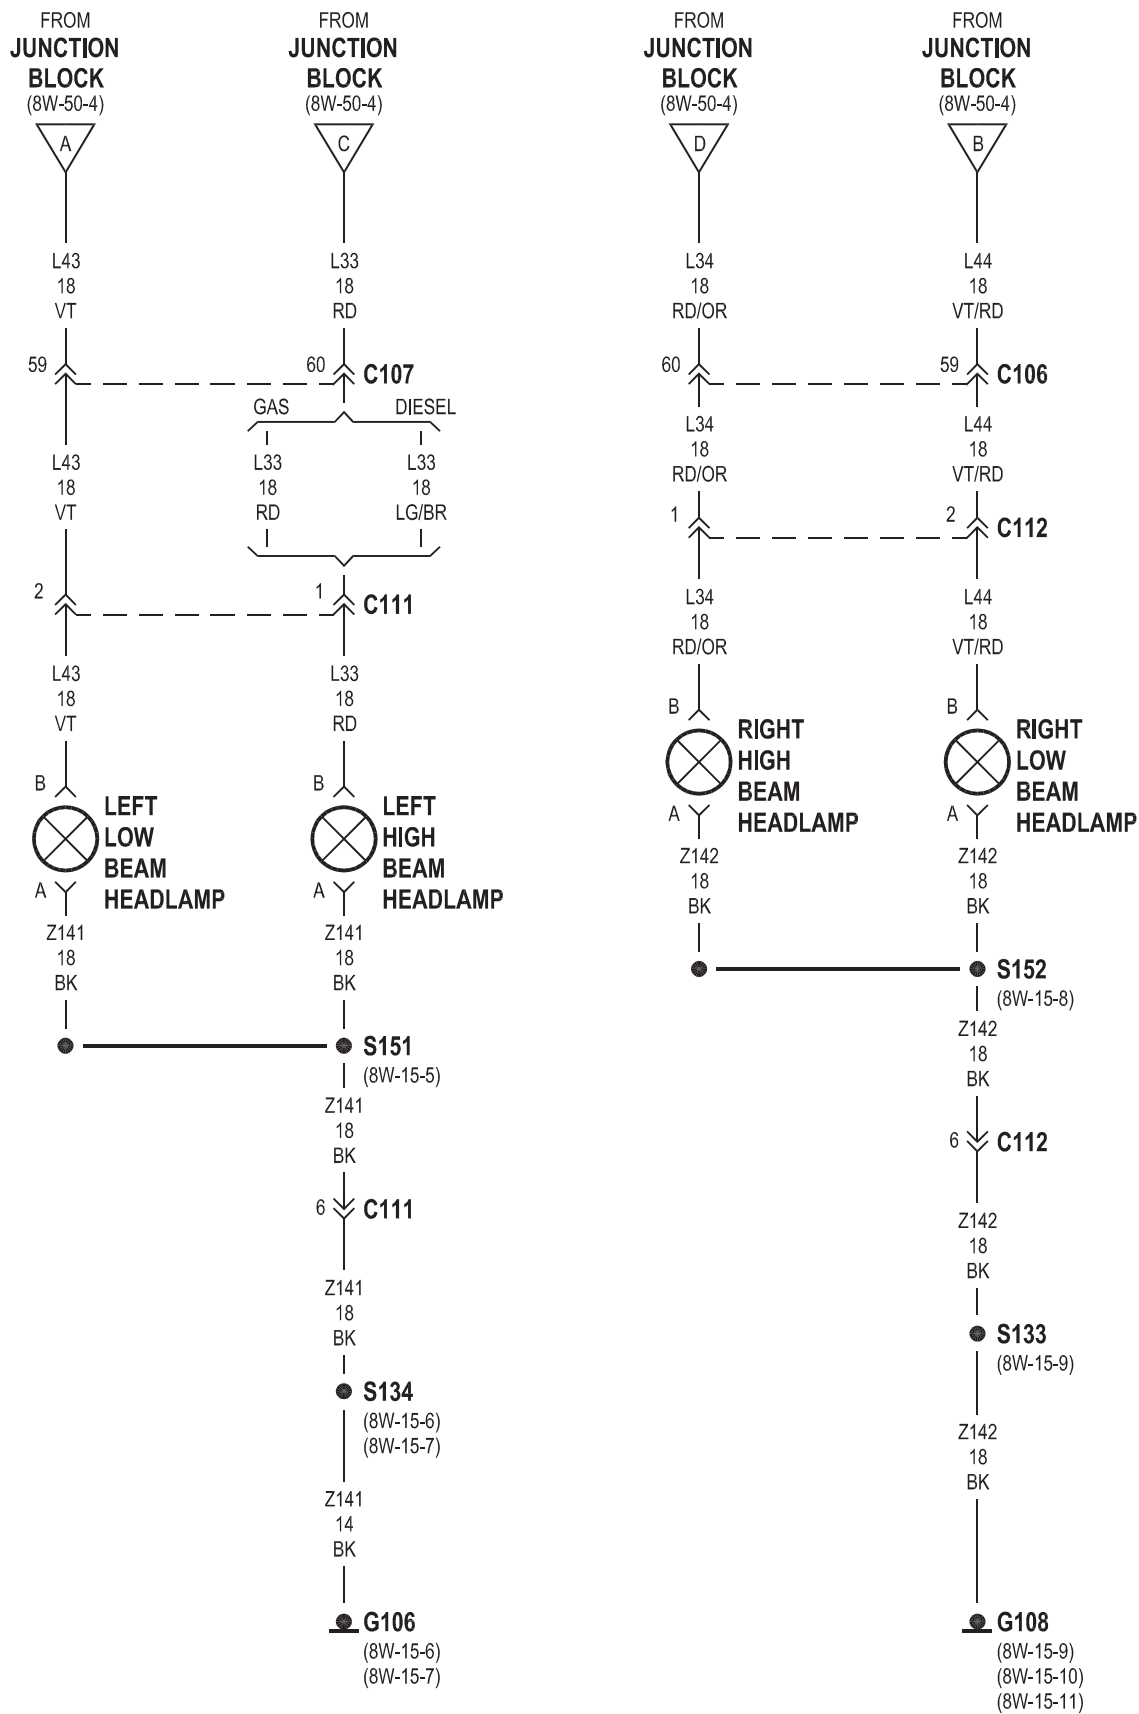 FROM
JUNCTION
BLOCK
(8W-50-4)
A
L43
18
VT
59
L43
18
VT
2
L43
18
VT
B
LEFT
LOW
BEAM
HEADLAMP
A
Z141
18
BK
FROM
JUNCTION
BLOCK
(8W-50-4)
C
L33
18
RD
60
C107
GAS
DIESEL
L33
18
RD
L33
18
LG/BR
1
C111
L33
18
RD
B
LEFT
HIGH
BEAM
HEADLAMP
A
Z141
18
BK
S151
(8W-15-5)
Z141
18
BK
6
C111
Z141
18
BK
S134
(8W-15-6)
(8W-15-7)
Z141
14
BK
G106
(8W-15-6)
(8W-15-7)
FROM
JUNCTION
BLOCK
(8W-50-4)
D
L34
18
RD/OR
60
L34
18
RD/OR
1
L34
18
RD/OR
B
RIGHT
HIGH
BEAM
HEADLAMP
A
Z142
18
BK
FROM
JUNCTION
BLOCK
(8W-50-4)
B
L44
18
VT/RD
59
C106
L44
18
VT/RD
2
C112
L44
18
VT/RD
B
RIGHT
LOW
BEAM
HEADLAMP
A
Z142
18
BK
S152
(8W-15-8)
Z142
18
BK
6
C112
Z142
18
BK
S133
(8W-15-9)
Z142
18
BK
G108
(8W-15-9)
(8W-15-10)
(8W-15-11)